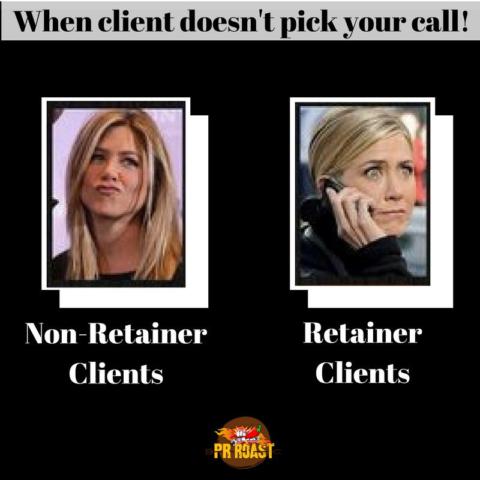 When client doesn't pick your call!
Non-Retainer
Clients
Retainer
Clients
PR ROAST